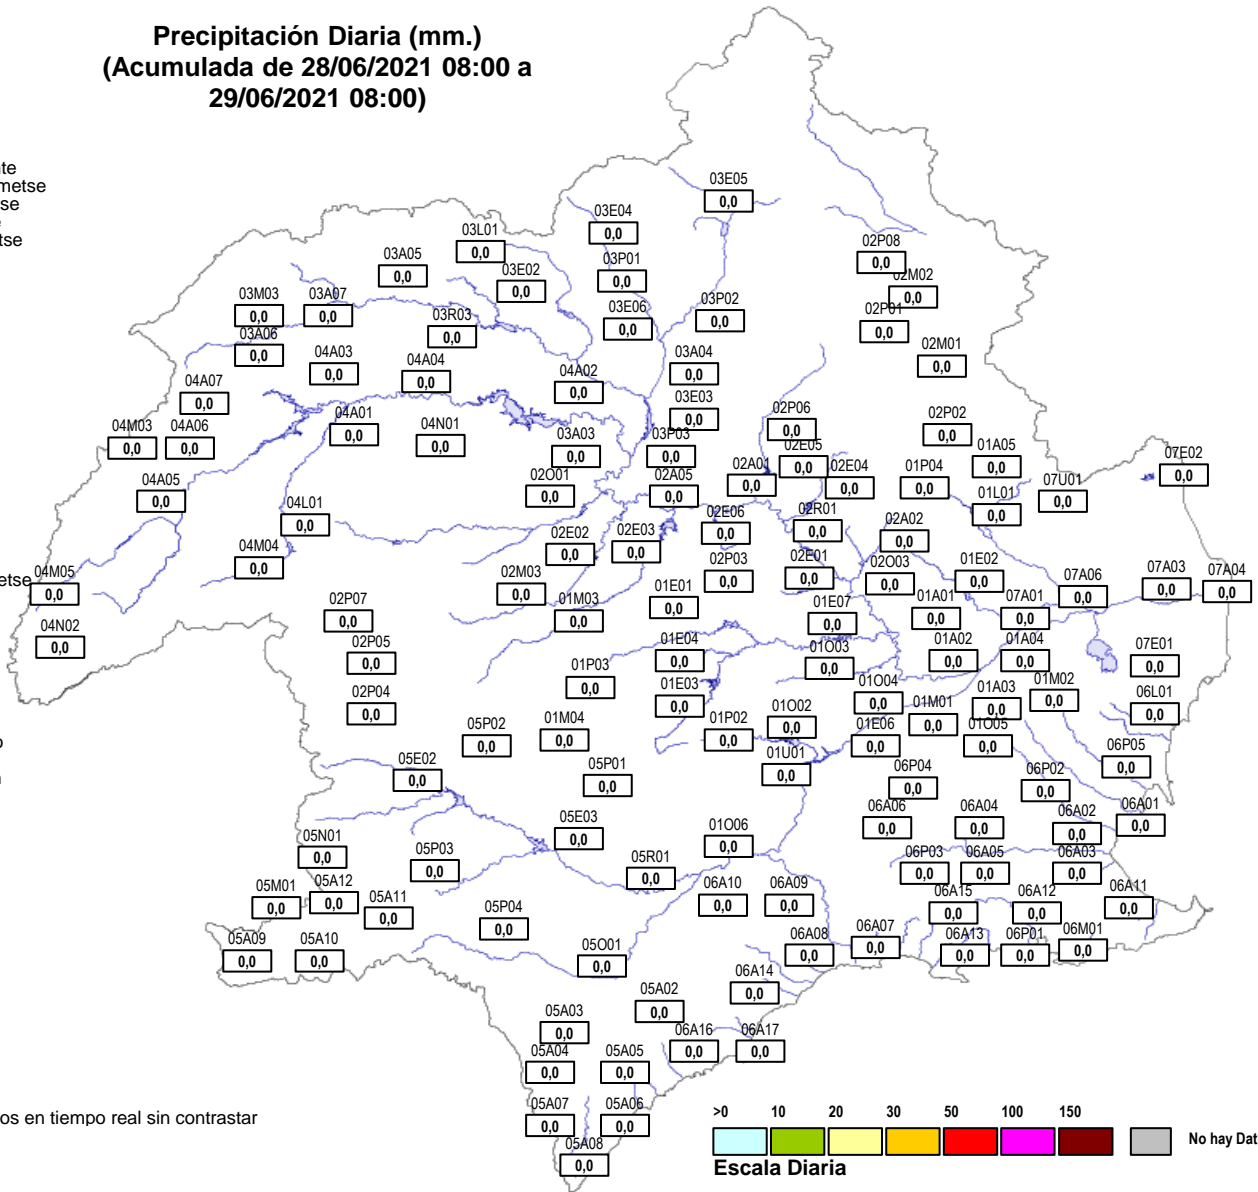 Precipitación Diaria (mm.)
(Acumulada de 28/06/2021 08:00 a
29/06/2021 08:00)
03E05
0,0
03E04
0,0
03L01
0,0
03A05
0,0
03E02
0,0
03P01
0,0
02P08
0,0
02M02
0,0
03M03
0,0
03A07
0,0
03R03
0,0
03E06
0,0
03P02
0,0
02P01
0,0
03A06
0,0
04A03
0,0
04A04
0,0
04A02
0,0
03A04
0,0
02M01
0,0
04A07
0,0
03E03
0,0
04M03
0,0
04A06
0,0
04A01
0,0
04N01
0,0
03A03
0,0
03P03
0,0
02P06
0,0
02E05
0,0
02P02
0,0
01A05
0,0
07E02
0,0
04A05
0,0
02O01
0,0
02A05
0,0
02A01
0,0
02E04
0,0
01P04
0,0
01L01
0,0
07U01
0,0
04L01
0,0
02E06
0,0
02R01
0,0
02A02
0,0
04M04
0,0
02E02
0,0
02E03
0,0
04M05
0,0
metse
02M03
0,0
01M03
0,0
01E01
0,0
02P03
0,0
02E01
0,0
02O03
0,0
01E02
0,0
07A06
0,0
07A03
0,0
07A04
0,0
04N02
0,0
02P07
0,0
01E07
0,0
01A01
0,0
07A01
0,0
02P05
0,0
01E04
0,0
01O03
0,0
01A02
0,0
01A04
0,0
07E01
0,0
02P04
0,0
01P03
0,0
01E03
0,0
01O04
0,0
01A03
0,0
01M02
0,0
06L01
0,0
05P02
0,0
01M04
0,0
01P02
0,0
01O02
0,0
01M01
0,0
01E06
0,0
01O05
0,0
05E02
0,0
05P01
0,0
01U01
0,0
06P04
0,0
06P02
0,0
06P05
0,0
05E03
0,0
01O06
0,0
06A06
0,0
06A04
0,0
06A02
0,0
06A01
0,0
05N01
0,0
05P03
0,0
05R01
0,0
06P03
0,0
06A05
0,0
06A03
0,0
05M01
0,0
05A12
0,0
05A11
0,0
06A10
0,0
06A09
0,0
06A15
0,0
06A12
0,0
06A11
0,0
05P04
0,0
05A09
0,0
05A10
0,0
05O01
0,0
06A08
0,0
06A07
0,0
06A13
0,0
06P01
0,0
06M01
0,0
06A14
0,0
05A02
0,0
05A03
0,0
06A16
0,0
06A17
0,0
05A04
0,0
05A05
0,0
05A07
0,0
05A06
0,0
05A08
0,0
os en tiempo real sin contrastar
>0 10 20 30 50 100 150
No hay Dat
Escala Diaria